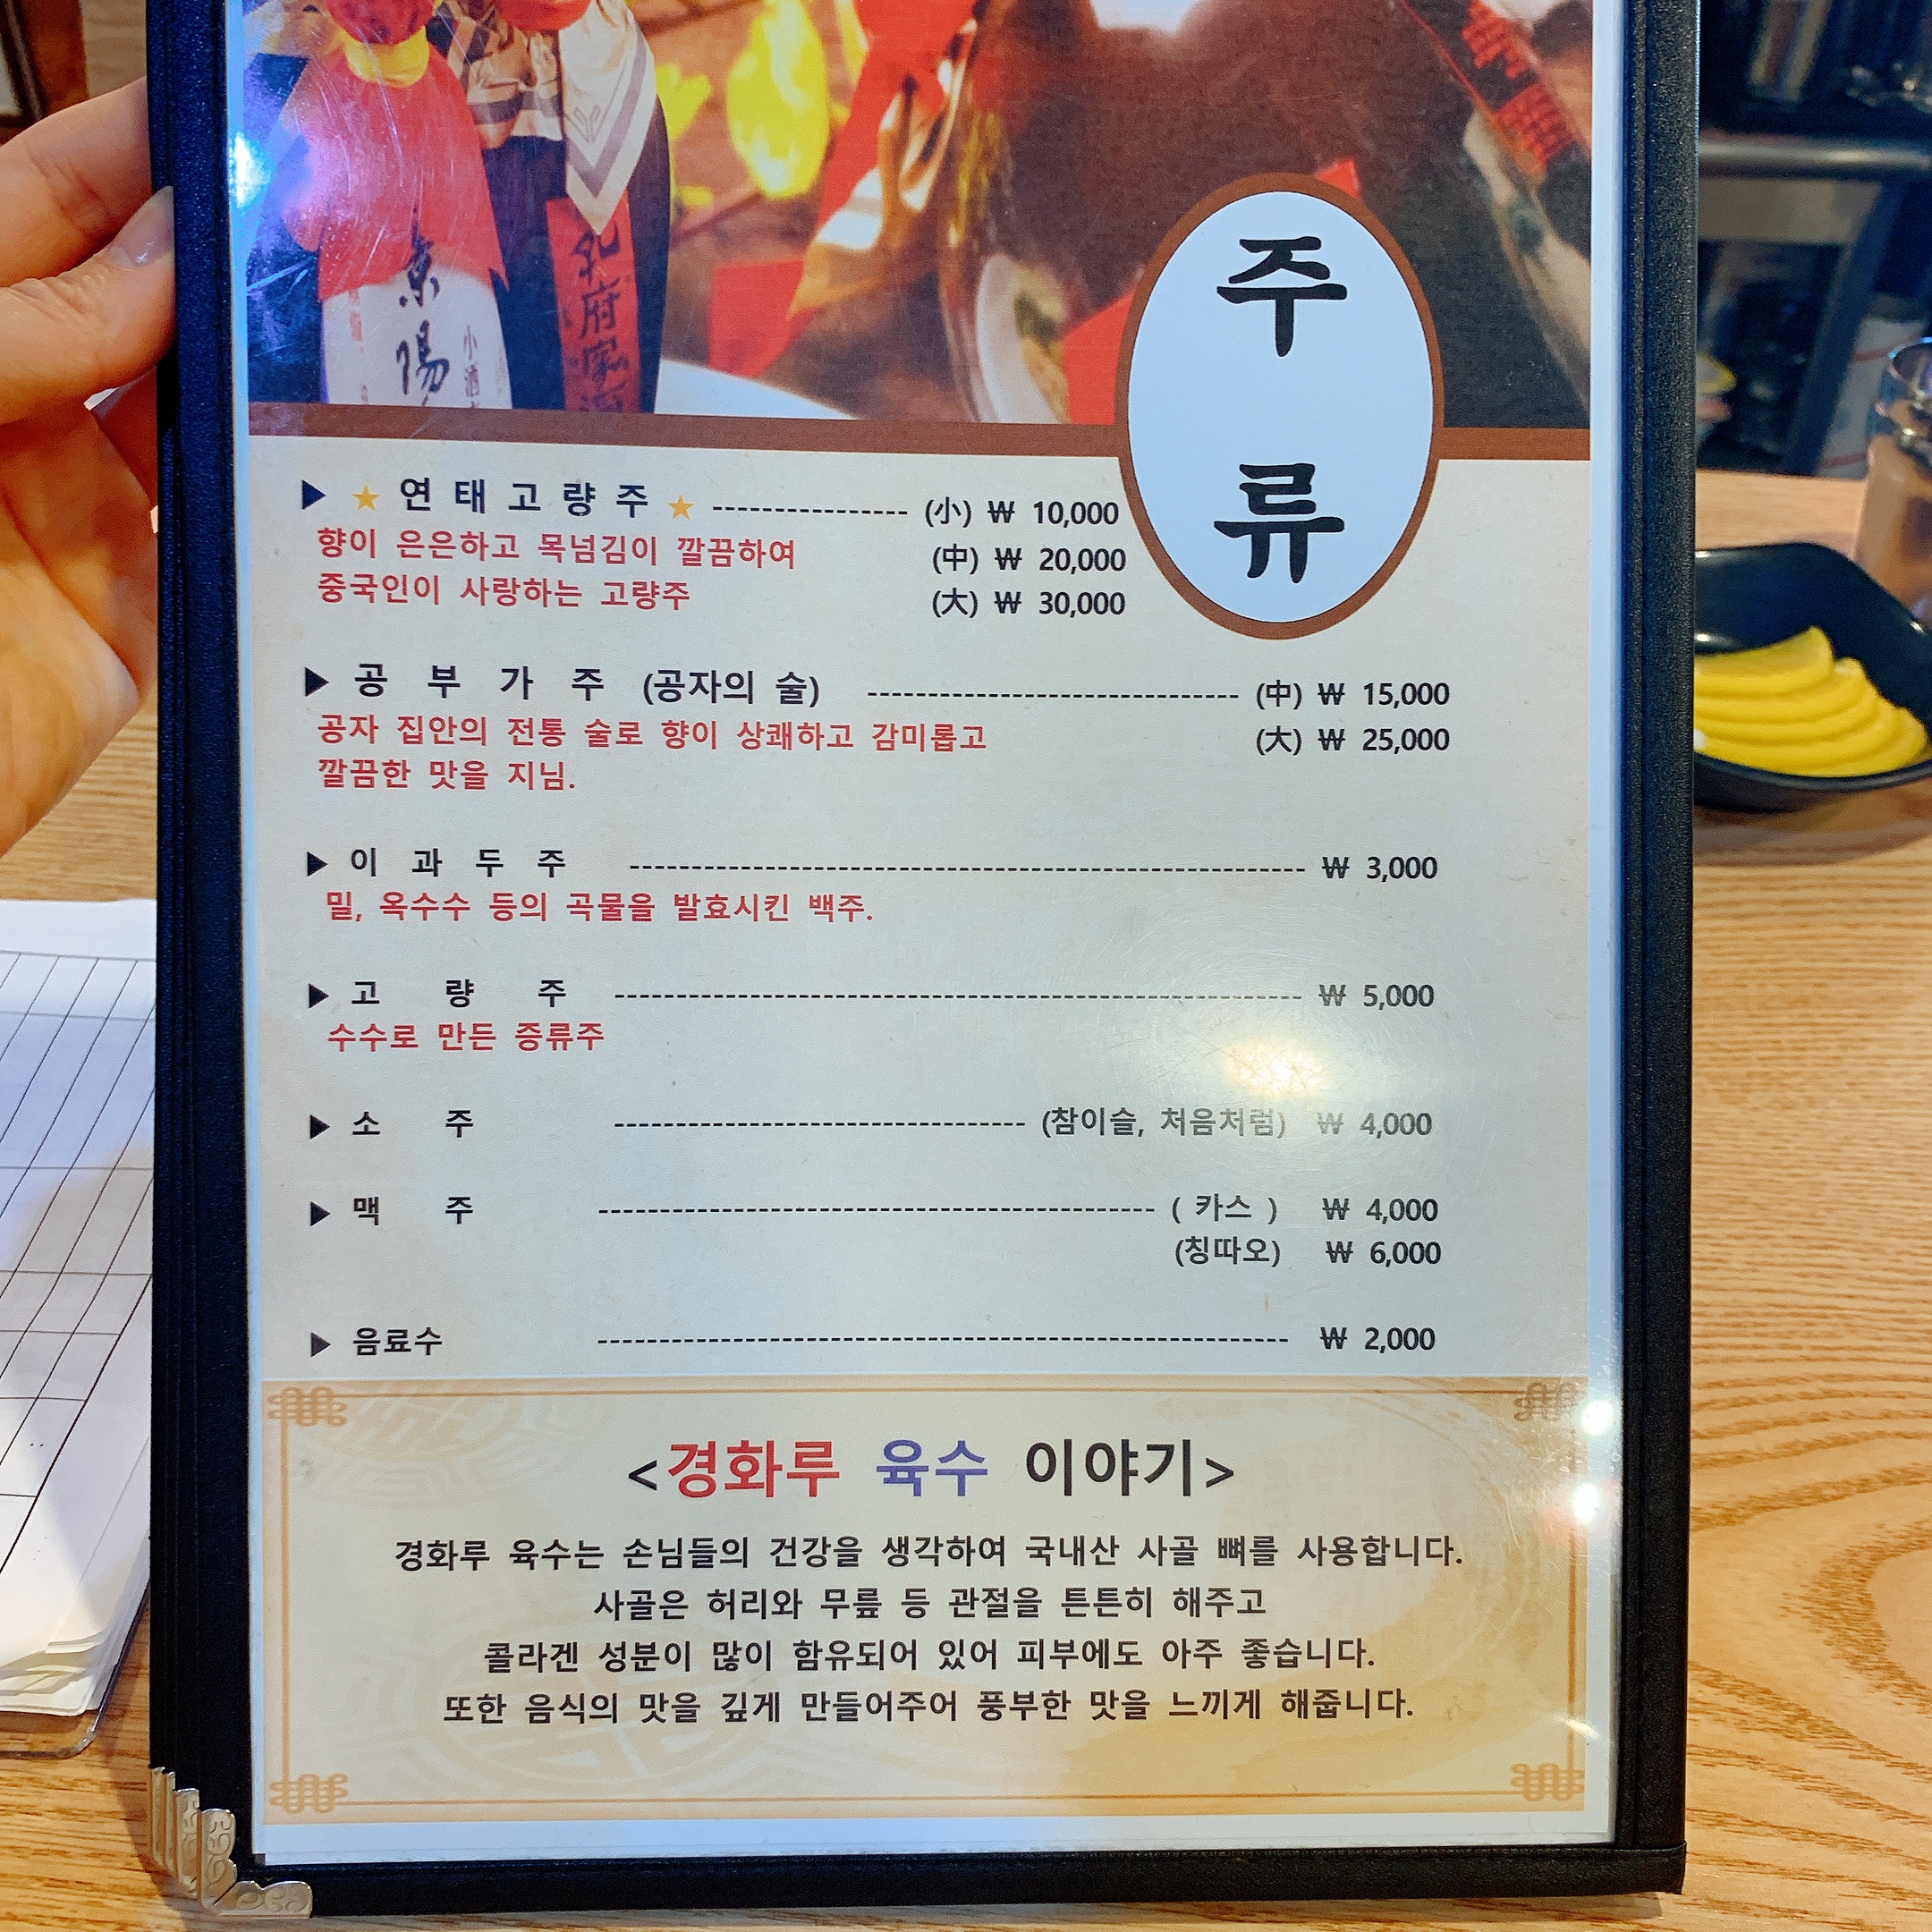 景
陽
小
酒
孔府家酒
주
류
▶ ★ 연태고량주 ★ ---------------- (小) ₩ 10,000
향이 은은하고 목넘김이 깔끔하여 (中) ₩ 20,000
중국인이 사랑하는 고량주 (大) ₩ 30,000
▶ 공 부 가 주 (공자의 술) ------------------------------ (中) ₩ 15,000
공자 집안의 전통 술로 향이 상쾌하고 감미롭고 (大) ₩ 25,000
깔끔한 맛을 지님.
▶ 이 과 두 주 ------------------------------------------------------- ₩ 3,000
밀, 옥수수 등의 곡물을 발효시킨 백주.
▶ 고 량 주 -------------------------------------------------------- ₩ 5,000
수수로 만든 증류주
▶ 소 주 ---------------------------------- (참이슬, 처음처럼) ₩ 4,000
▶ 맥 주 --------------------------------------------- ( 카스 ) ₩ 4,000
(칭따오) ₩ 6,000
▶ 음료수 -------------------------------------------------------- ₩ 2,000
<경화루 육수 이야기>
경화루 육수는 손님들의 건강을 생각하여 국내산 사골 뼈를 사용합니다.
사골은 허리와 무릎 등 관절을 튼튼히 해주고
콜라겐 성분이 많이 함유되어 있어 피부에도 아주 좋습니다.
또한 음식의 맛을 깊게 만들어주어 풍부한 맛을 느끼게 해줍니다.